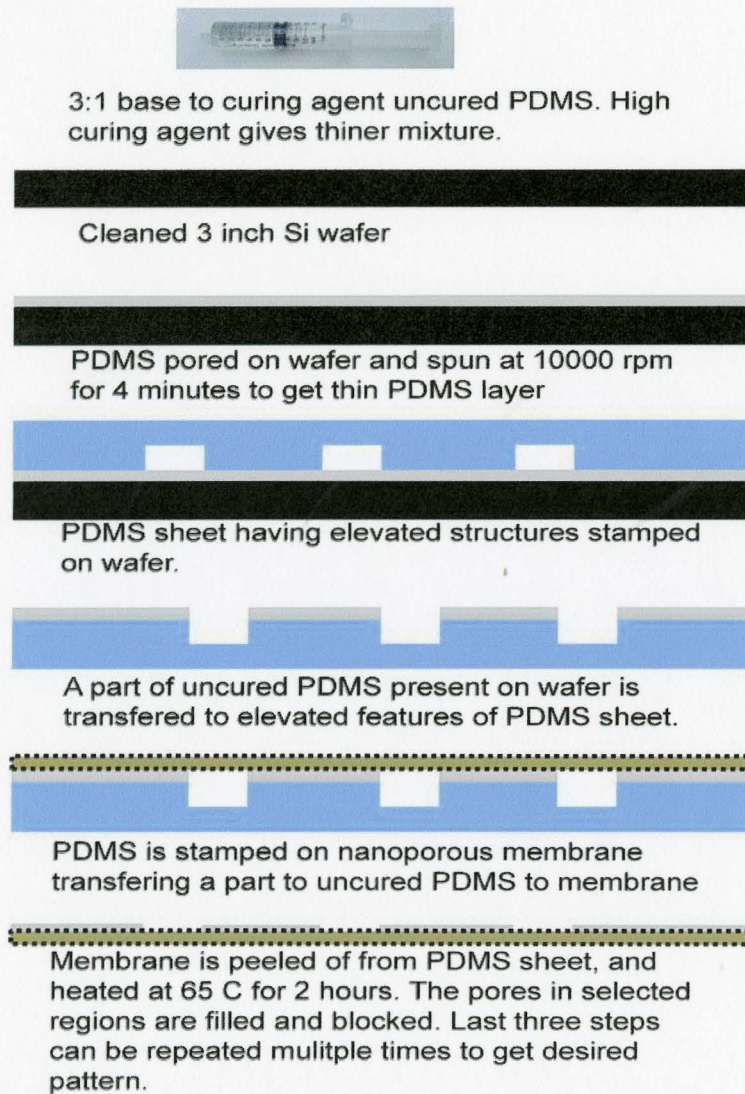 3:1 base to curing agent uncured PDMS. High
curing agent gives thiner mixture.
Cleaned 3 inch Si wafer
PDMS pored on wafer and spun at 10000 rpm
for 4 minutes to get thin PDMS layer
PDMS sheet having elevated structures stamped
on wafer.
A part of uncured PDMS present on wafer is
transfered to elevated features of PDMS sheet.
PDMS is stamped on nanoporous membrane
transfering a part to uncured PDMS to membrane
Membrane is peeled of from PDMS sheet, and
heated at 65 C for 2 hours. The pores in selected
regions are filled and blocked. Last three steps
can be repeated mulitple times to get desired
pattern.